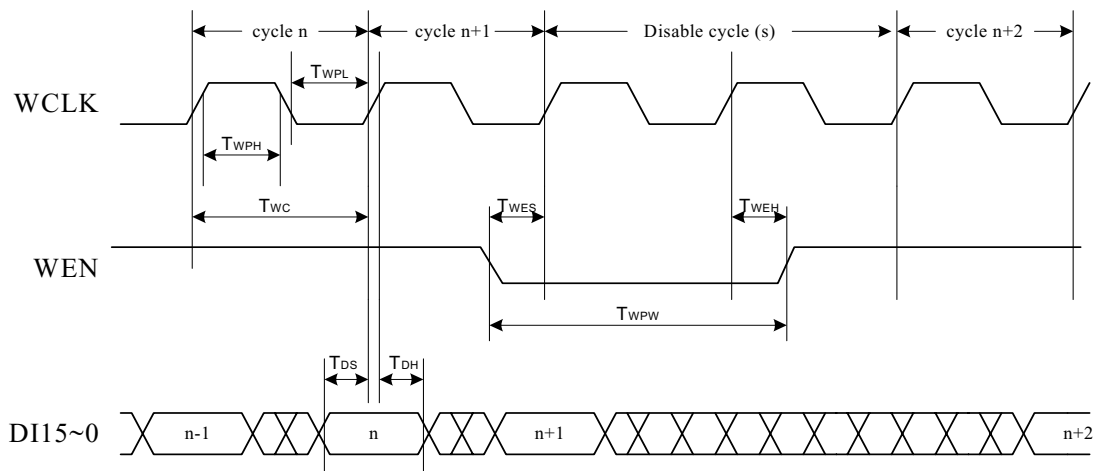 cycle n cycle n+1 Disable cycle (s) cycle n+2
TWPL
WCLK
TWPH
TWC TWES TWEH
WEN
TWPW
TDS TDH
DI15~0 n-1 n n+1 n+2